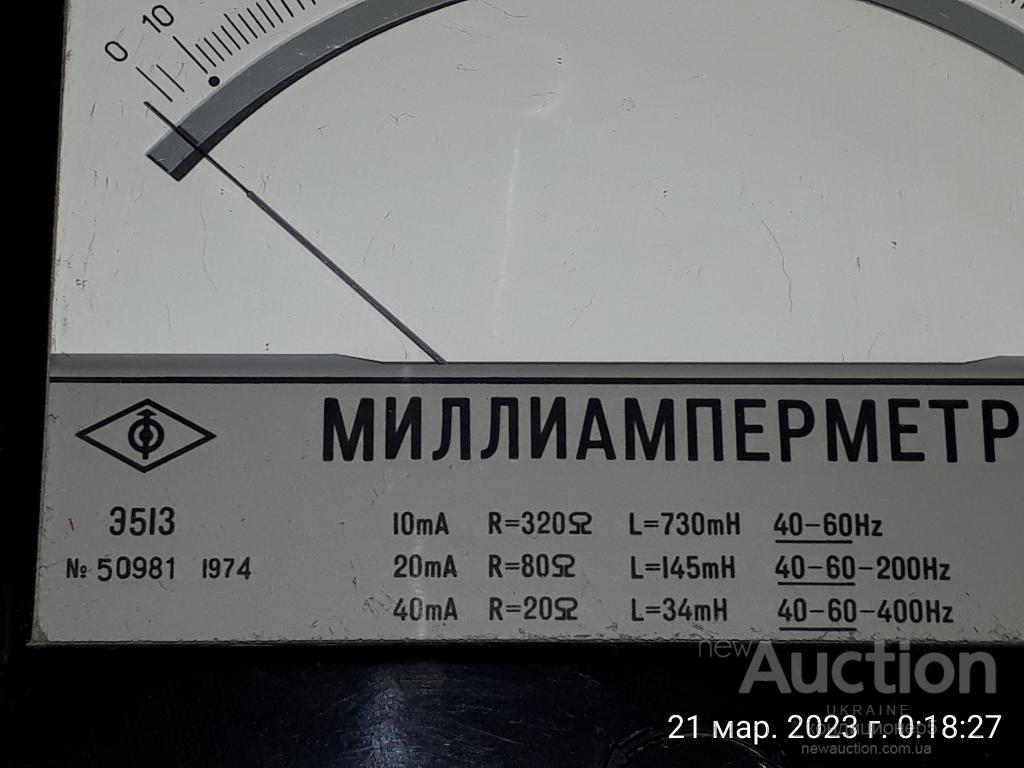 0 10
МИЛЛИАМПЕРМЕТР
Э513
№ 50981 1974
10mA R=320Ω L=730mH 40-60Hz
20mA R=80Ω L=145mH 40-60-200Hz
40mA R=20Ω L=34mH 40-60-400Hz
newAuction
UKRAINE
21 мар. 2023 г. 0:18:27
кондиционер5
newauction.com.ua